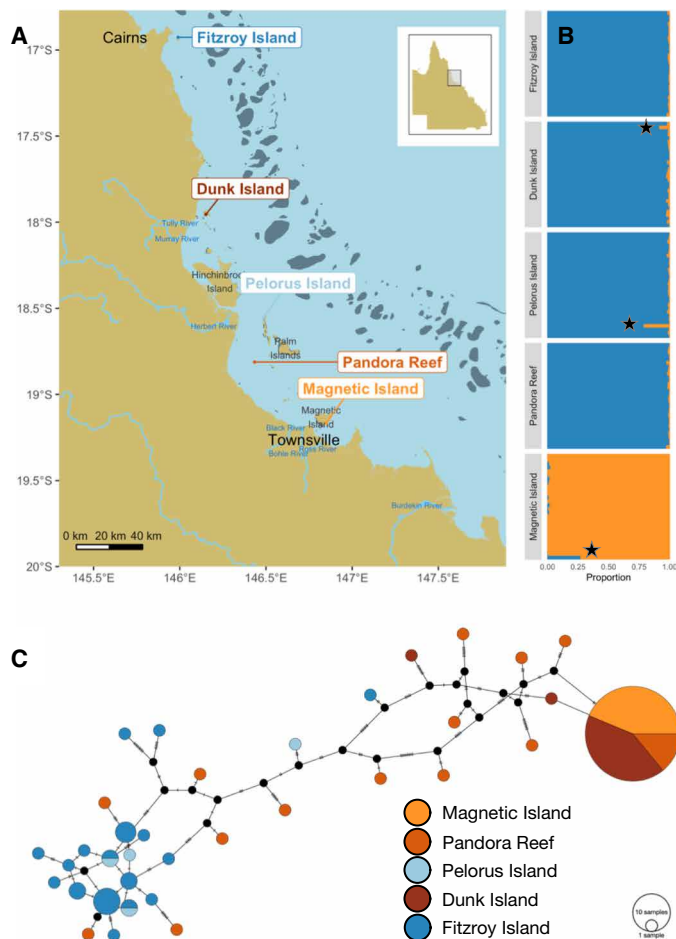 A
B
17°S
17.5°S
18°S
18.5°S
19°S
19.5°S
20°S
145.5°E
146°E
146.5°E
147°E
147.5°E
Cairns
Fitzroy Island
Dunk Island
Tully River
Murray River
Hinchinbrook
Island
Pelorus Island
Herbert River
Palm
Islands
Pandora Reef
Magnetic Island
Magnetic
Island
Black River
Townsville
Ross River
Bohle River
Burdekin River
0 km 20 km 40 km
Fitzroy Island
Dunk Island
Pelorus Island
Pandora Reef
Magnetic Island
0.00
0.25
0.50
0.75
1.00
Proportion
C
Magnetic Island
Pandora Reef
Pelorus Island
Dunk Island
Fitzroy Island
10 samples
1 sample